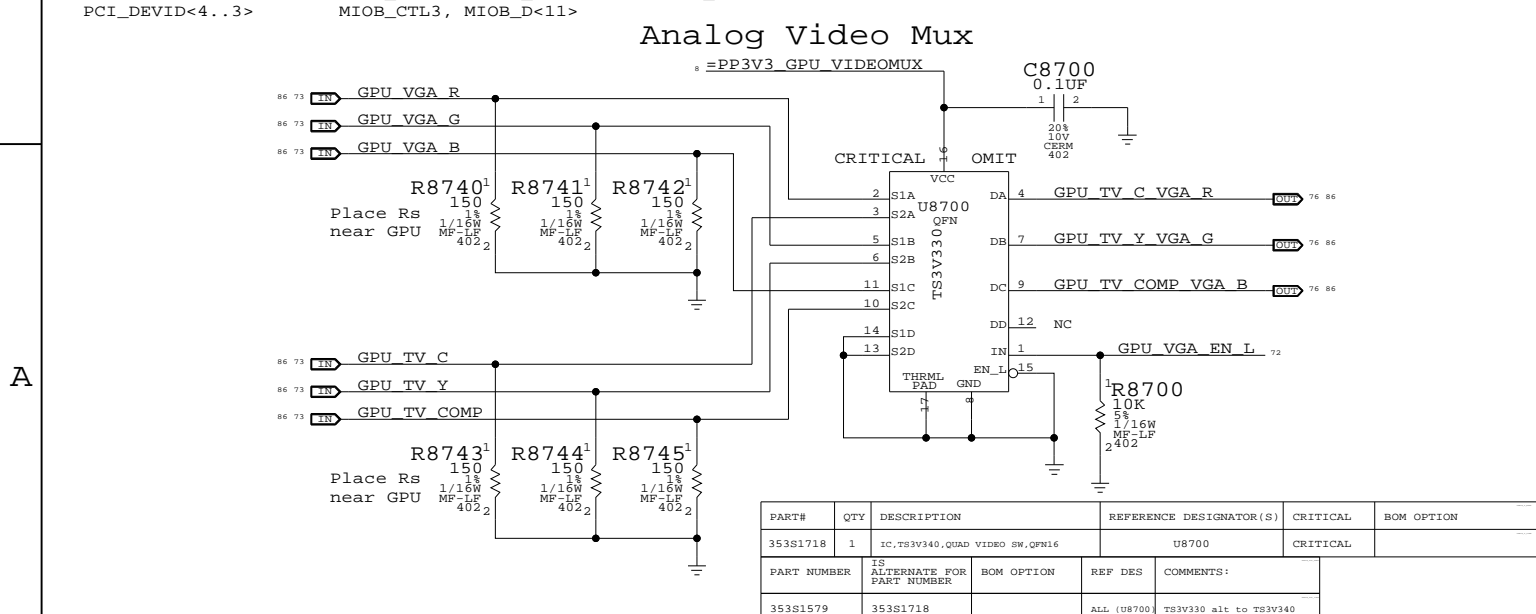 PCI_DEVID<4..3> MIOB_CTL3, MIOB_D<11>
Analog Video Mux
8 =PP3V3_GPU_VIDEOMUX
C8700
0.1UF
1 2
20%
10V
CERM
402
86 73 IN GPU_VGA_R
86 73 IN GPU_VGA_G
86 73 IN GPU_VGA_B
R8740 1
150
1%
1/16W
MF-LF
402 2
R8741 1
150
1%
1/16W
MF-LF
402 2
R8742 1
150
1%
1/16W
MF-LF
402 2
Place Rs
near GPU
CRITICAL 16 OMIT
VCC
U8700
QFN
TS3V330
2 S1A
3 S2A
5 S1B
6 S2B
11 S1C
10 S2C
14 S1D
13 S2D
DA 4 GPU_TV_C_VGA_R OUT 76 86
DB 7 GPU_TV_Y_VGA_G OUT 76 86
DC 9 GPU_TV_COMP_VGA_B OUT 76 86
DD 12 NC
IN 1 GPU_VGA_EN_L 72
EN_L 15
THRML
PAD GND
17 8
A
86 73 IN GPU_TV_C
86 73 IN GPU_TV_Y
86 73 IN GPU_TV_COMP
1 R8700
10K
5%
1/16W
MF-LF
2 402
R8743 1
150
1%
1/16W
MF-LF
402 2
R8744 1
150
1%
1/16W
MF-LF
402 2
R8745 1
150
1%
1/16W
MF-LF
402 2
Place Rs
near GPU
PART# QTY DESCRIPTION REFERENCE DESIGNATOR(S) CRITICAL BOM OPTION
353S1718 1 IC,TS3V340,QUAD VIDEO SW,QFN16 U8700 CRITICAL
PART NUMBER IS ALTERNATE FOR PART NUMBER BOM OPTION REF DES COMMENTS:
353S1579 353S1718 ALL (U8700) TS3V330 alt to TS3V340